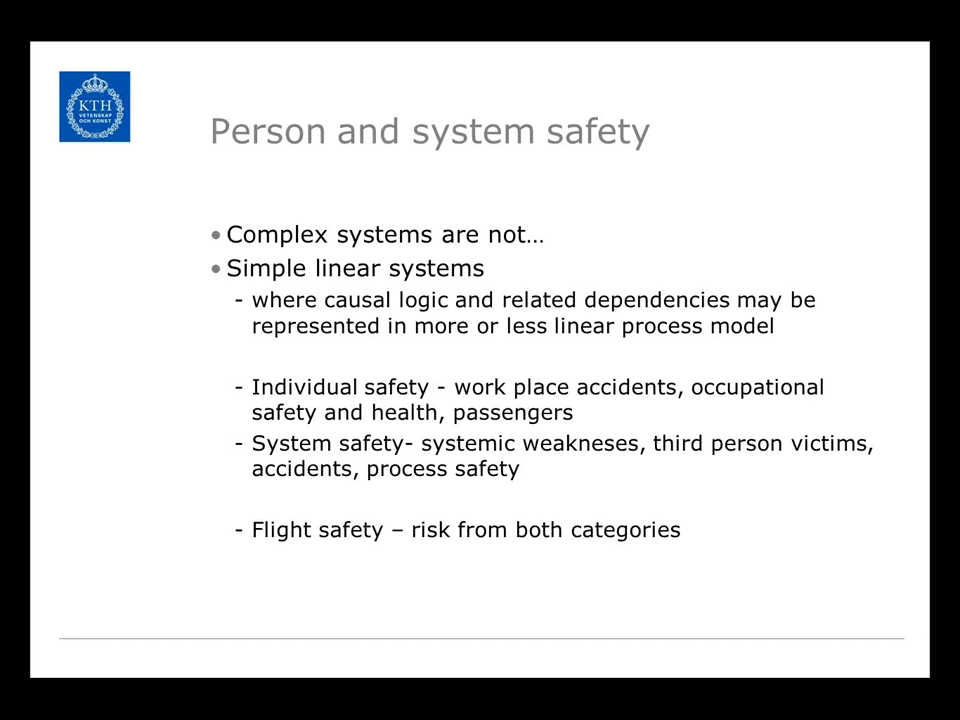 KTH
VETENSKAP
OCH KONST
Person and system safety
• Complex systems are not…
• Simple linear systems
- where causal logic and related dependencies may be
represented in more or less linear process model
- Individual safety - work place accidents, occupational
safety and health, passengers
- System safety- systemic weakneses, third person victims,
accidents, process safety
- Flight safety – risk from both categories